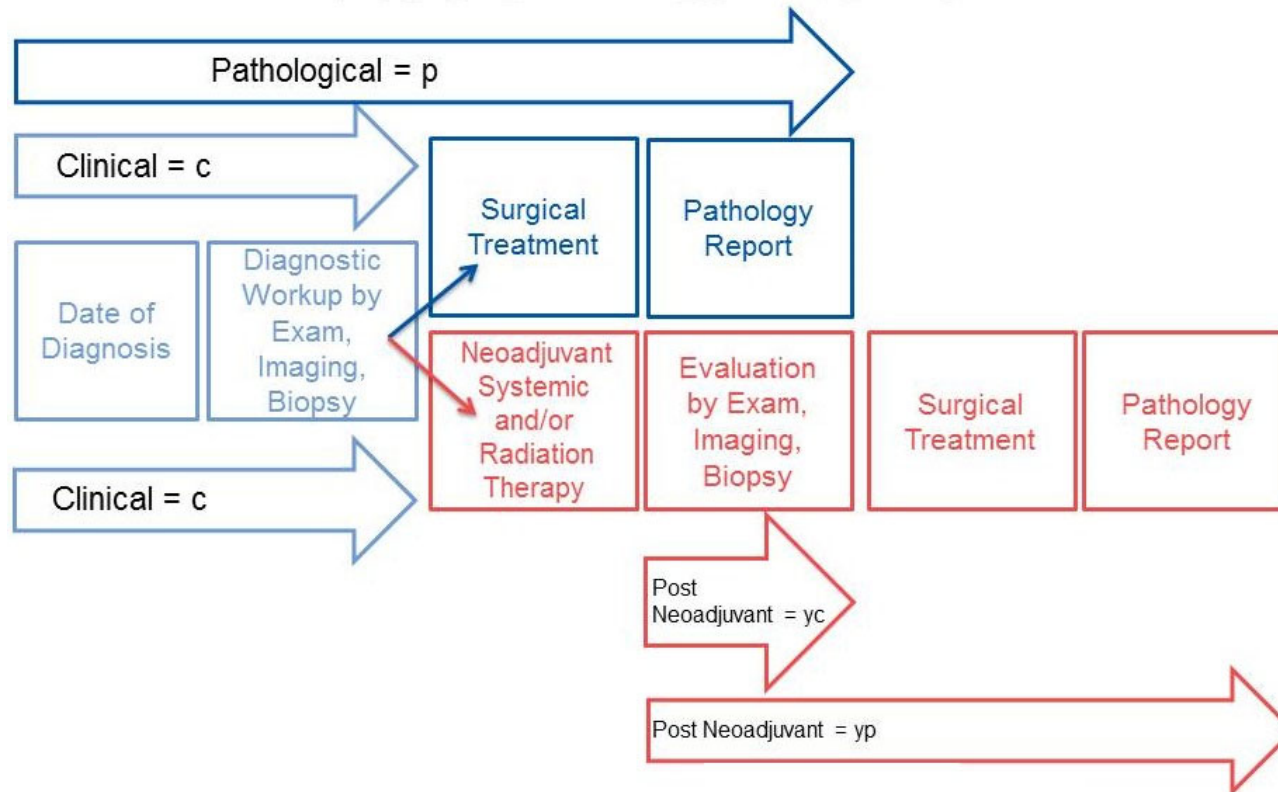 Pathological = p
Clinical = c
Surgical
Treatment
Pathology
Report
Date of
Diagnosis
Diagnostic
Workup by
Exam,
Imaging,
Biopsy
Neoadjuvant
Systemic
and/or
Radiation
Therapy
Evaluation
by Exam,
Imaging,
Biopsy
Surgical
Treatment
Pathology
Report
Clinical = c
Post
Neoadjuvant = yc
Post Neoadjuvant = yp